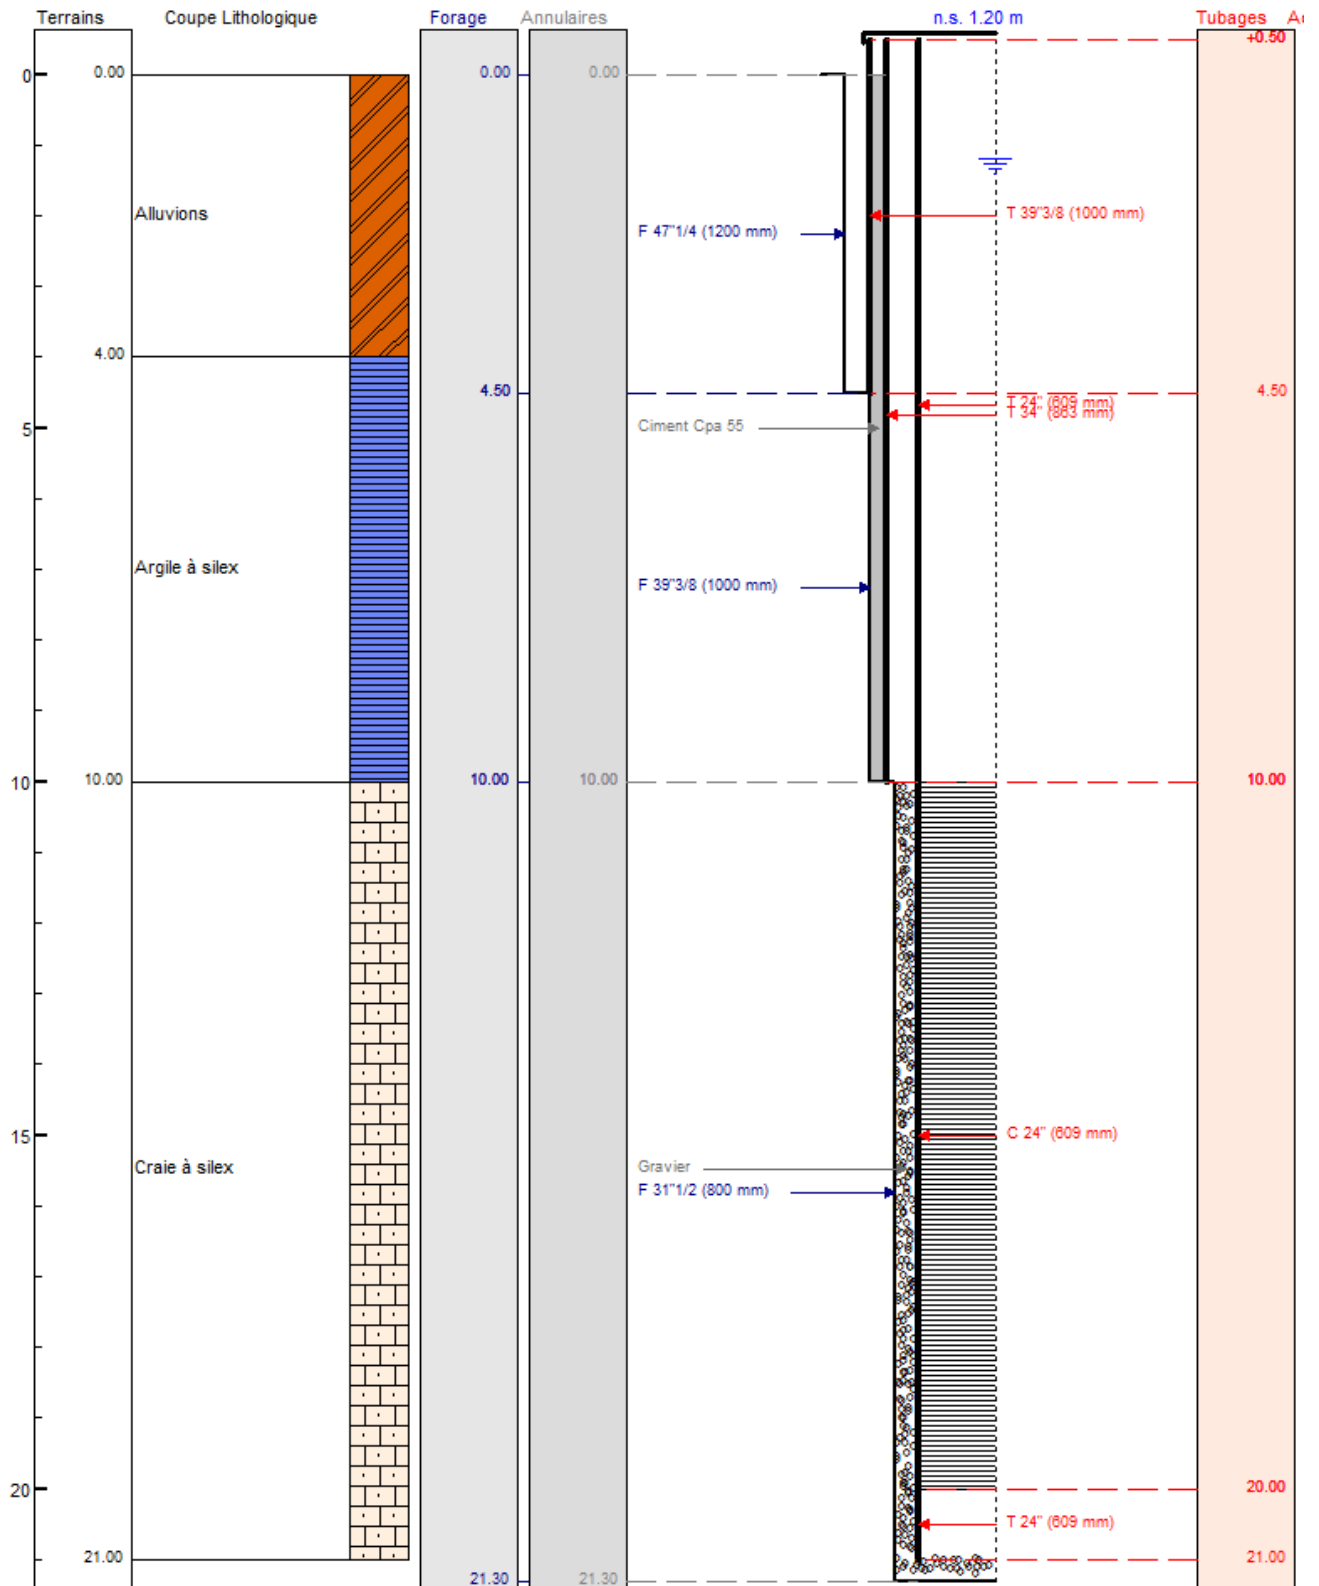 Terrains Coupe Lithologique Forage Annulaires n.s. 1.20 m Tubages
+0.50
0 0.00 0.00 0.00
Alluvions
T 39"3/8 (1000 mm)
F 47"1/4 (1200 mm)
4.00
4.50 4.50
T 24" (609 mm)
T 34" (863 mm)
5
Ciment Cpa 55
Argile à silex
F 39"3/8 (1000 mm)
10 10.00 10.00 10.00 10.00
15
C 24" (609 mm)
Craie à silex
Gravier
F 31"1/2 (800 mm)
20 20.00
T 24" (609 mm)
21.00 21.00
21.30 21.30